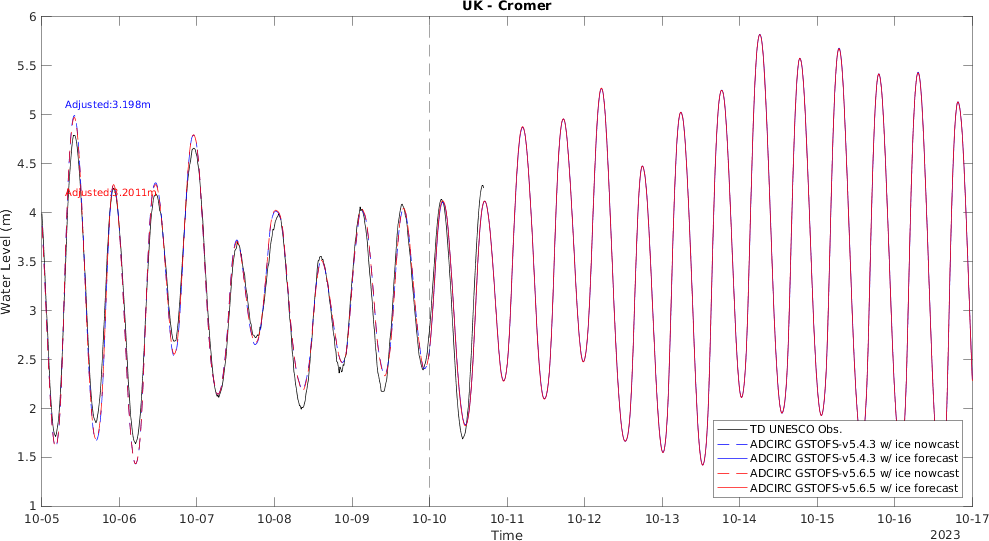 UK - Cromer
6
5.5
5
4.5
4
3.5
3
2.5
2
1.5
1
Water Level (m)
Adjusted:3.198m
Adjusted:3.2011m
TD UNESCO Obs.
ADCIRC GSTOFS-v5.4.3 w/ ice nowcast
ADCIRC GSTOFS-v5.4.3 w/ ice forecast
ADCIRC GSTOFS-v5.6.5 w/ ice nowcast
ADCIRC GSTOFS-v5.6.5 w/ ice forecast
10-05 10-06 10-07 10-08 10-09 10-10 10-11 10-12 10-13 10-14 10-15 10-16 10-17
Time
2023